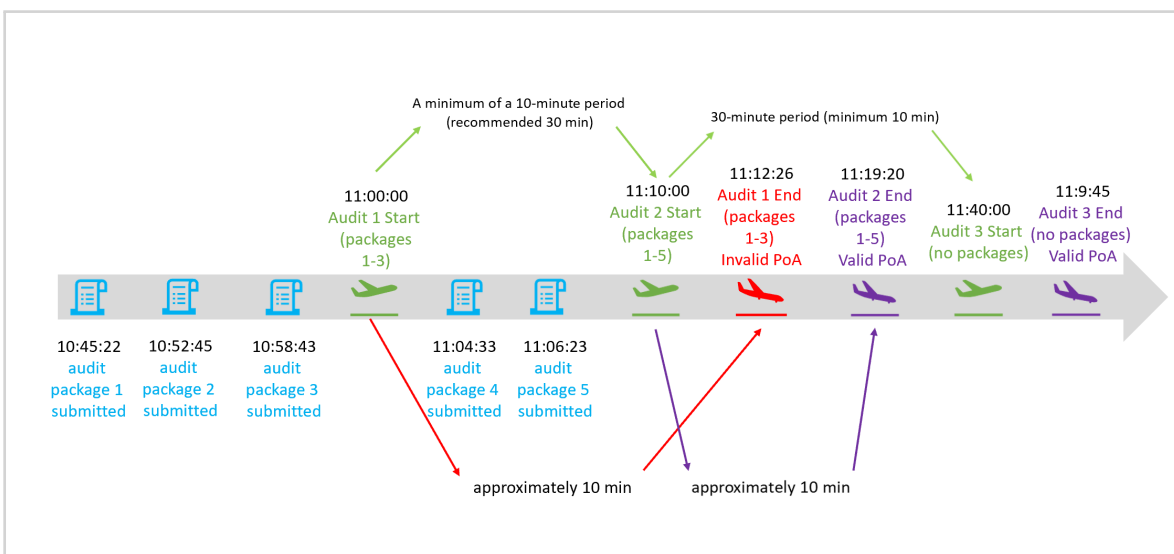 A minimum of a 10-minute period
(recommended 30 min)
30-minute period (minimum 10 min)
11:00:00
Audit 1 Start
(packages
1-3)
11:10:00
Audit 2 Start
(packages
1-5)
11:12:26
Audit 1 End
(packages
1-3)
Invalid PoA
11:19:20
Audit 2 End
(packages
1-5)
Valid PoA
11:40:00
Audit 3 Start
(no packages)
11:9:45
Audit 3 End
(no packages)
Valid PoA
10:45:22
audit
package 1
submitted
10:52:45
audit
package 2
submitted
10:58:43
audit
package 3
submitted
11:04:33
audit
package 4
submitted
11:06:23
audit
package 5
submitted
approximately 10 min
approximately 10 min